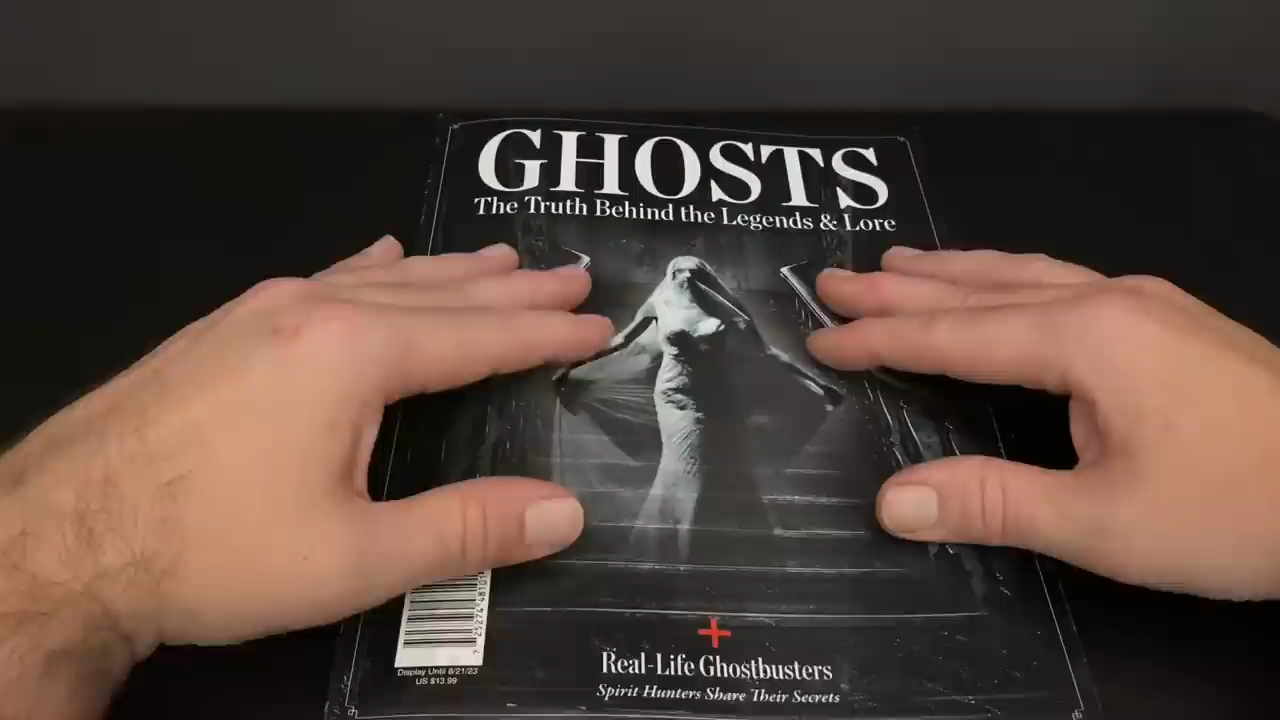 GHOSTS
The Truth Behind the Legends & Lore
Real-Life Ghostbusters
Spirit Hunters Share Their Secrets
Display Until 8/21/23
US $13.99